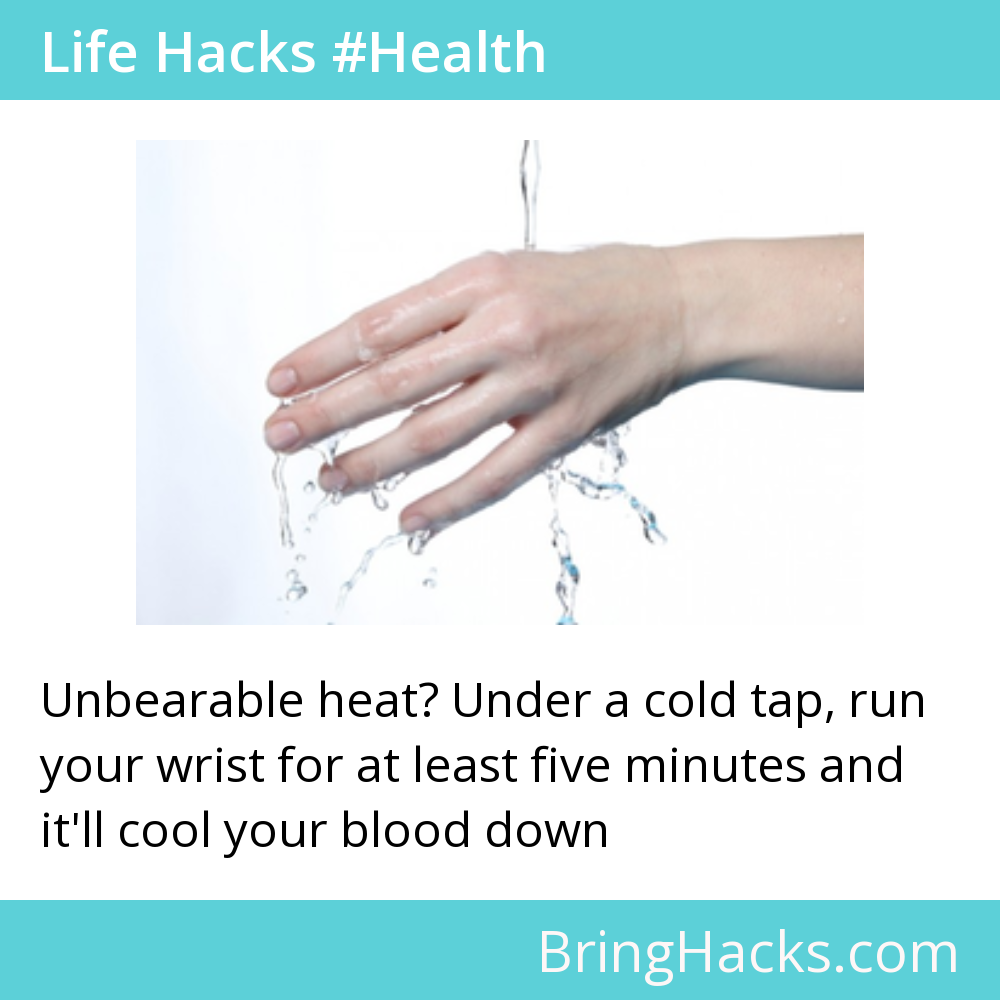 Life Hacks #Health
Unbearable heat? Under a cold tap, run
your wrist for at least five minutes and
it'll cool your blood down
BringHacks.com